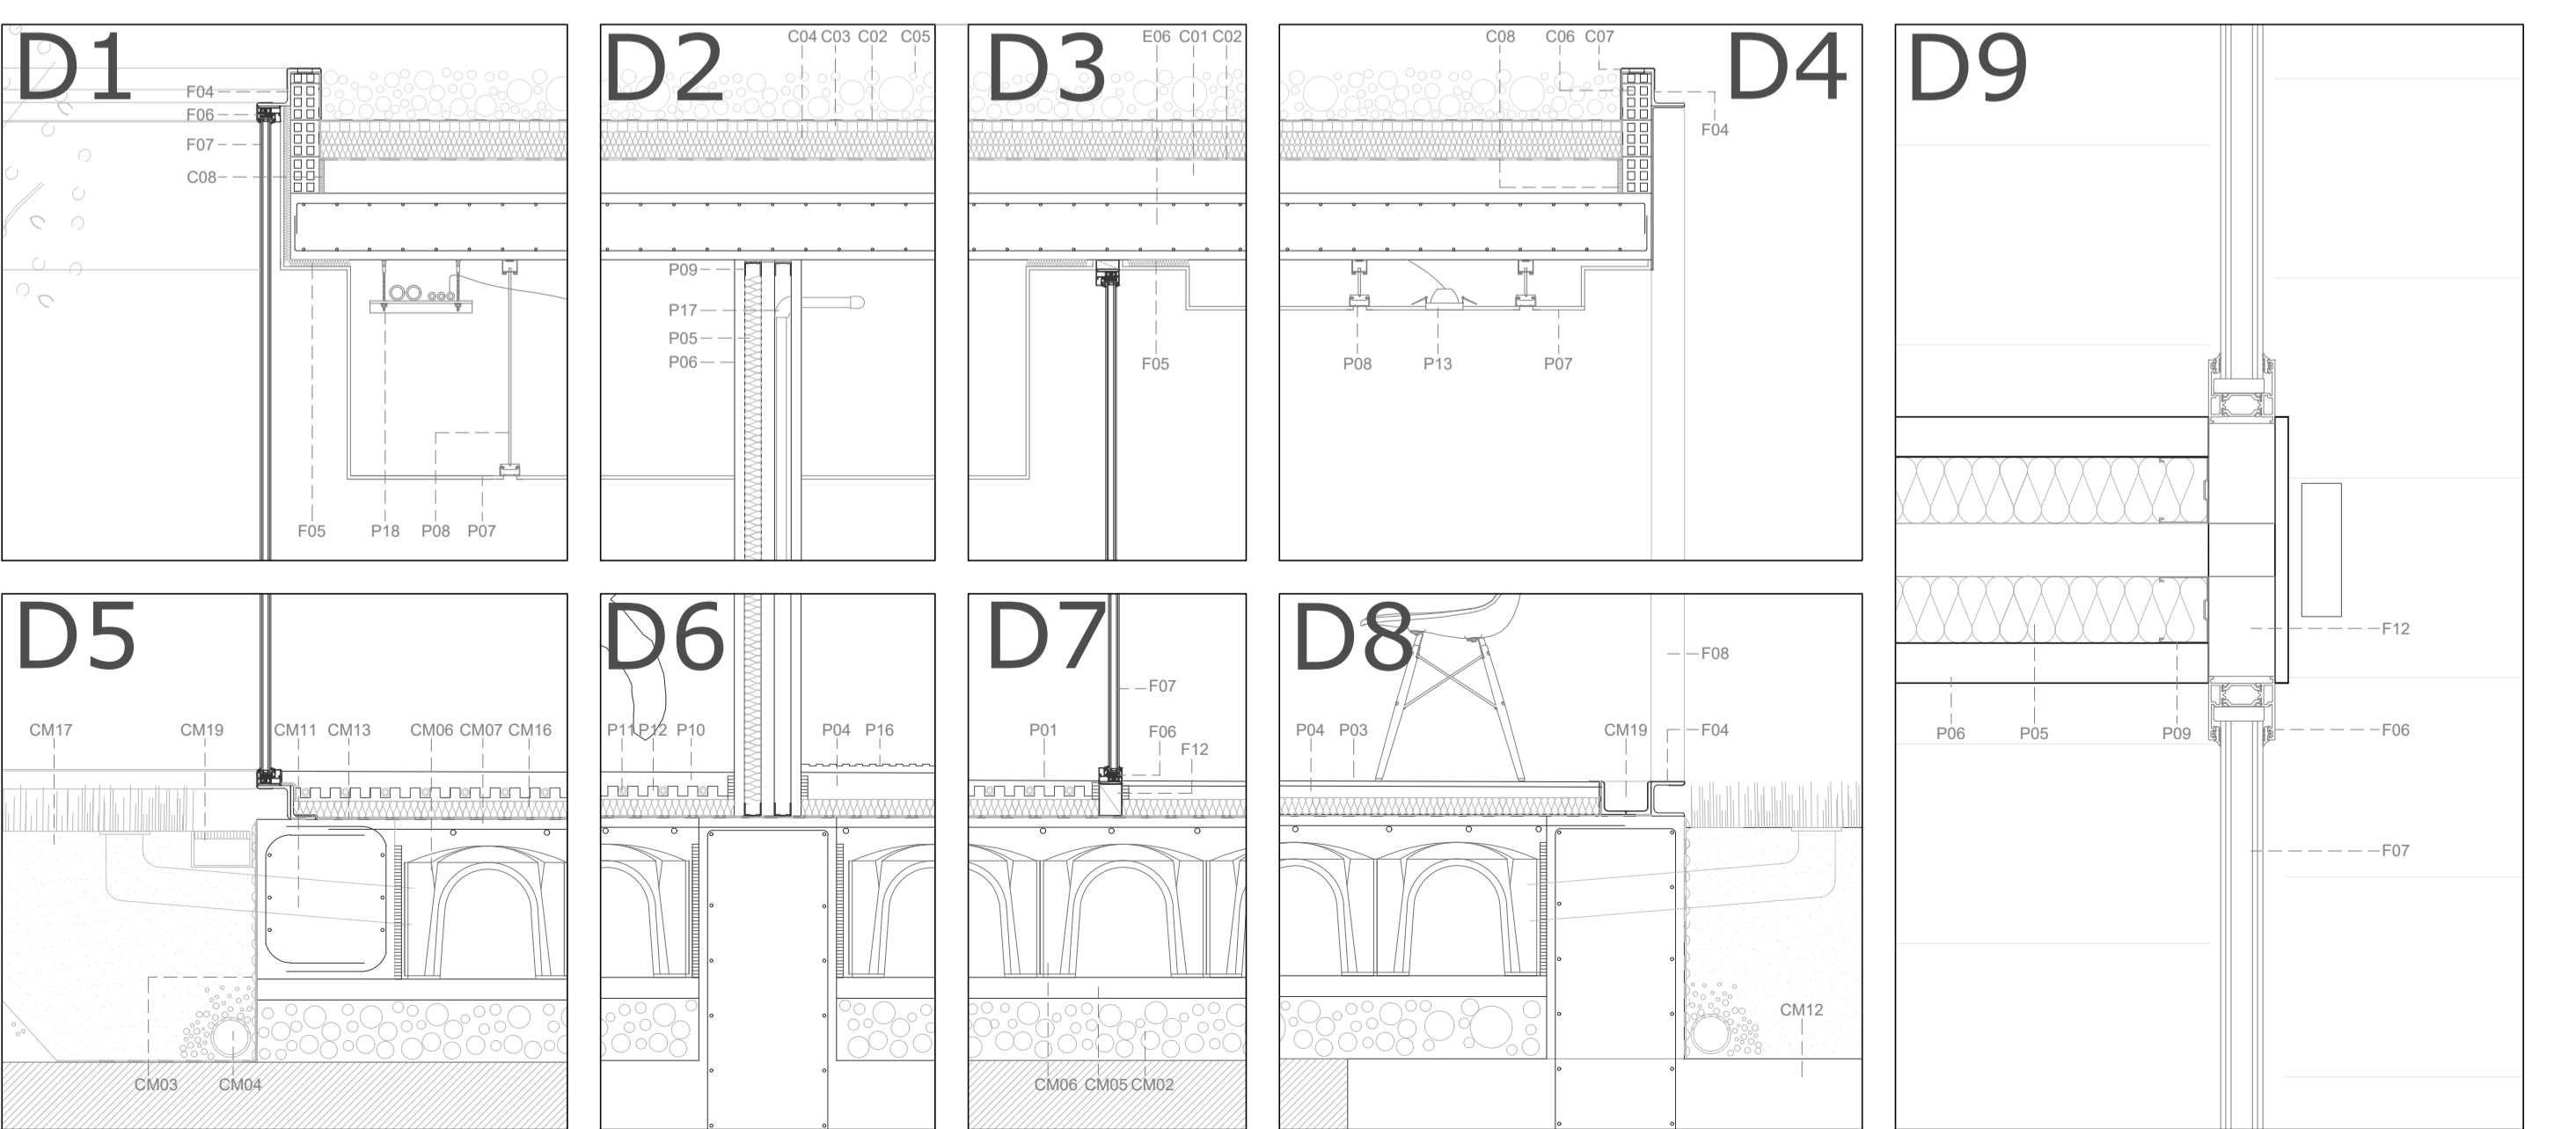 D1
F04
F06
F07
C08
F05 P18 P08 P07
D2
C04 C03 C02 C05
P09
P17
P05
P06
D3
E06 C01 C02
F05
D4
C08 C06 C07
F04
P08 P13 P07
D5
CM17 CM19 CM11 CM13 CM06 CM07 CM16
CM03 CM04
D6
P11 P12 P10 P04 P16
D7
F07
P01 F06
F12
CM06 CM05 CM02
D8
F08
P04 P03 CM19 F04
CM12
D9
F12
P06 P05 P09 F06
F07